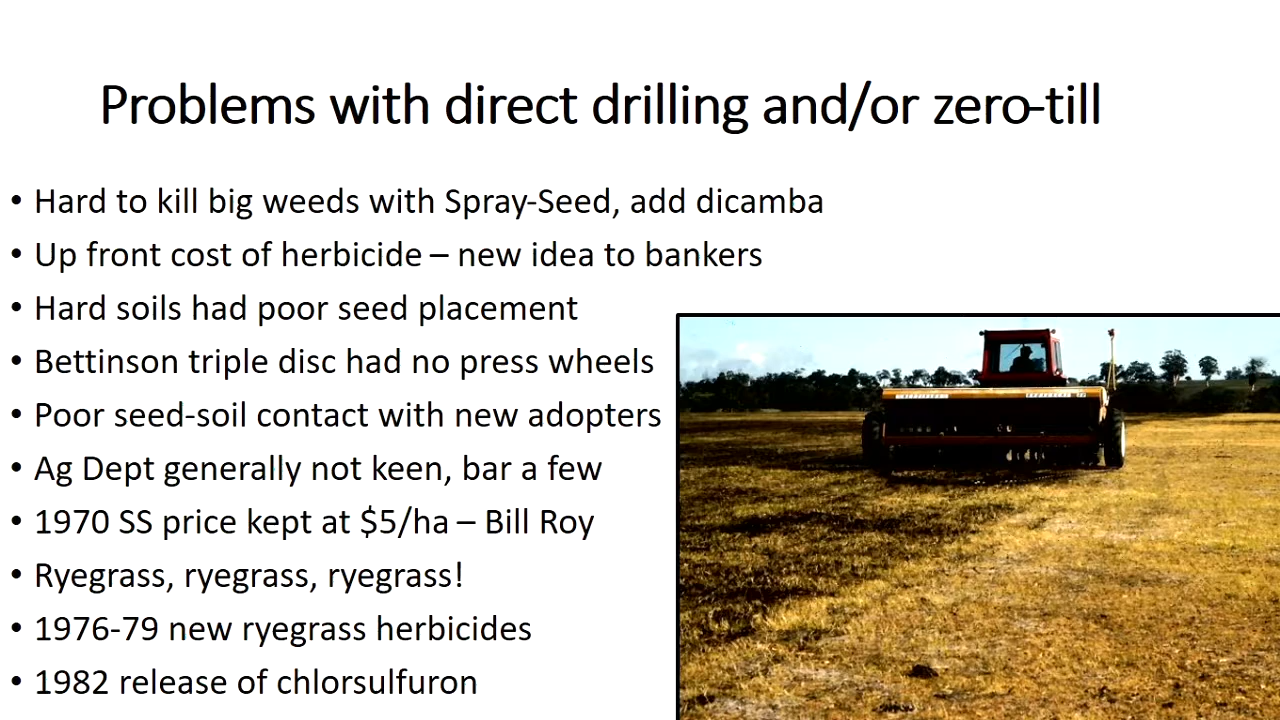 Problems with direct drilling and/or zero-till
• Hard to kill big weeds with Spray-Seed, add dicamba
• Up front cost of herbicide – new idea to bankers
• Hard soils had poor seed placement
• Bettinson triple disc had no press wheels
• Poor seed-soil contact with new adopters
• Ag Dept generally not keen, bar a few
• 1970 SS price kept at $5/ha – Bill Roy
• Ryegrass, ryegrass, ryegrass!
• 1976-79 new ryegrass herbicides
• 1982 release of chlorsulfuron